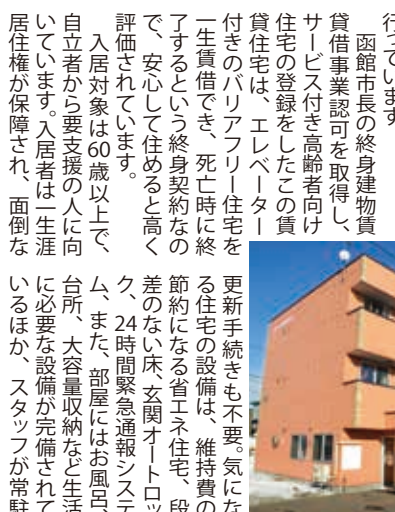 行っています
　函館市長の終身建物賃
貸借事業認可を取得し、
サービス付き高齢者向け
住宅の登録をしたこの賃
貸住宅は、エレベーター
付きのバリアフリー住宅を
一生賃借でき、死亡時に終
了するという終身契約なの
で、安心して住めると高く
評価されています。
　入居対象は60歳以上で、
自立者から要支援の人に向
いています。入居者は一生涯
居住権が保障され、面倒な
更新手続きも不要。気にな
る住宅の設備は、維持費の
節約になる省エネ住宅、段
差のない床、玄関オートロッ
ク、24時間緊急通報システ
ム、また、部屋にはお風呂、
台所、大容量収納など生活
に必要な設備が完備されて
いるほか、スタッフが常駐